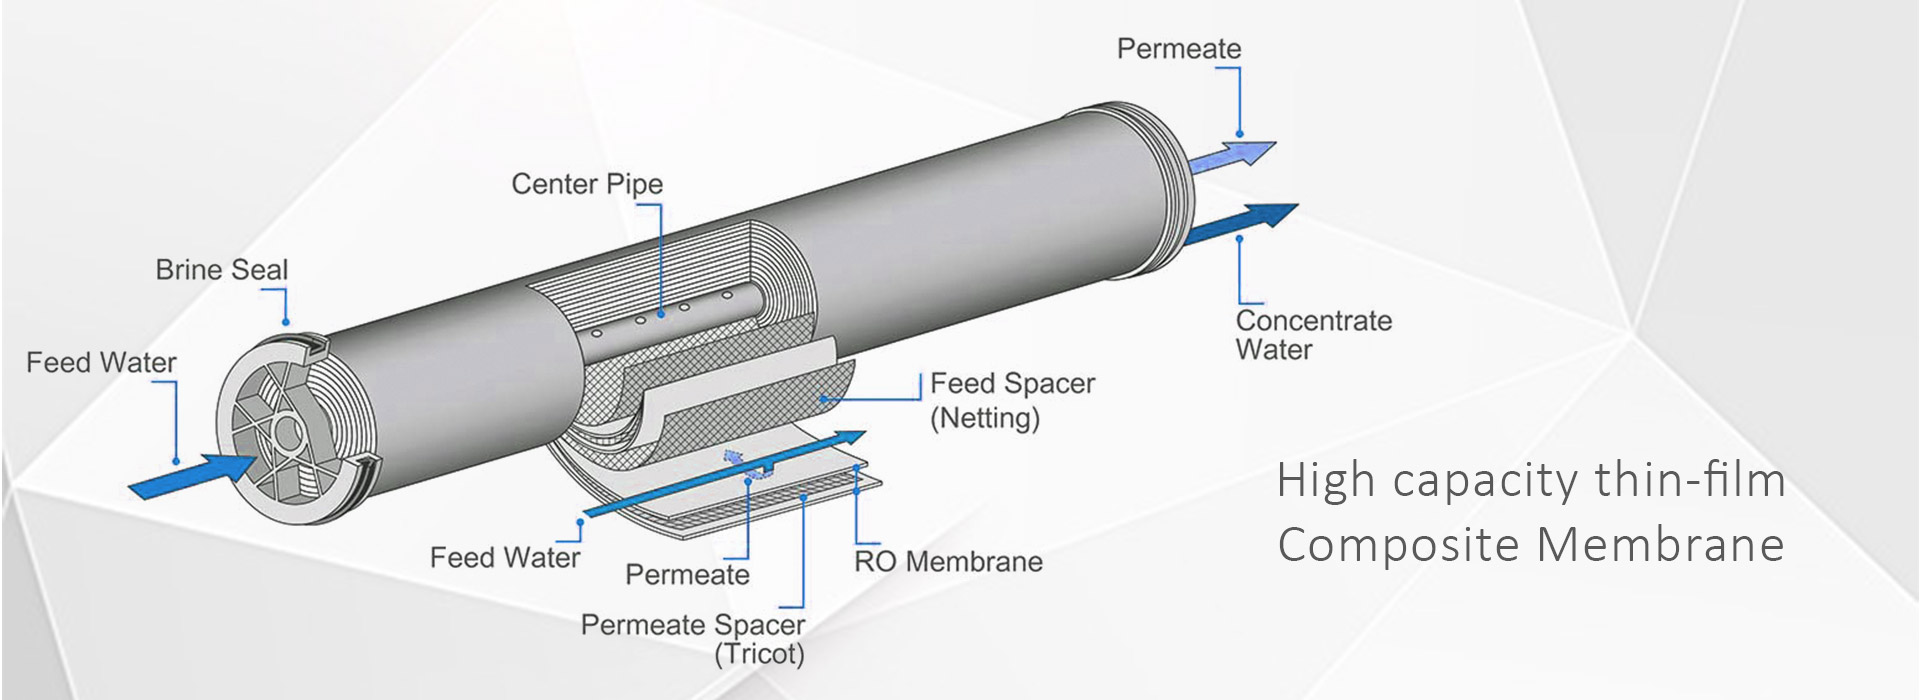 Permeate
Center Pipe
Brine Seal
Feed Water
Concentrate
Water
Feed Spacer
(Netting)
High capacity thin-film
Composite Membrane
Feed Water
Permeate
RO Membrane
Permeate Spacer
(Tricot)